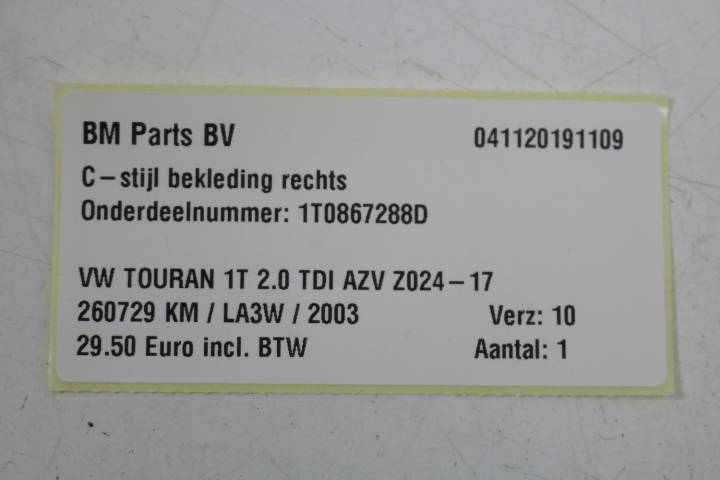 BM Parts BV 041120191109
C-stijl bekleding rechts
Onderdeelnummer: 1T0867288D
VW TOURAN 1T 2.0 TDI AZV Z024-17
260729 KM / LA3W / 2003 Verz: 10
29.50 Euro incl. BTW Aantal: 1